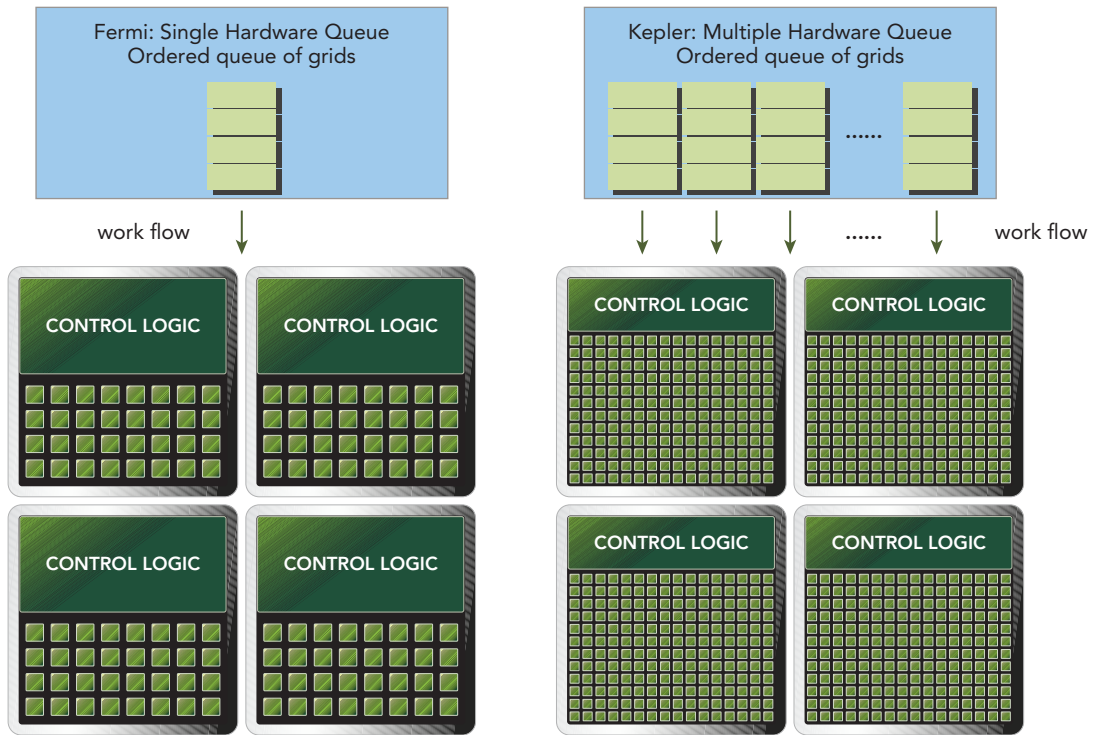 Fermi: Single Hardware Queue
Ordered queue of grids
work flow
CONTROL LOGIC
CONTROL LOGIC
CONTROL LOGIC
CONTROL LOGIC
Kepler: Multiple Hardware Queue
Ordered queue of grids
......
......
work flow
CONTROL LOGIC
CONTROL LOGIC
CONTROL LOGIC
CONTROL LOGIC